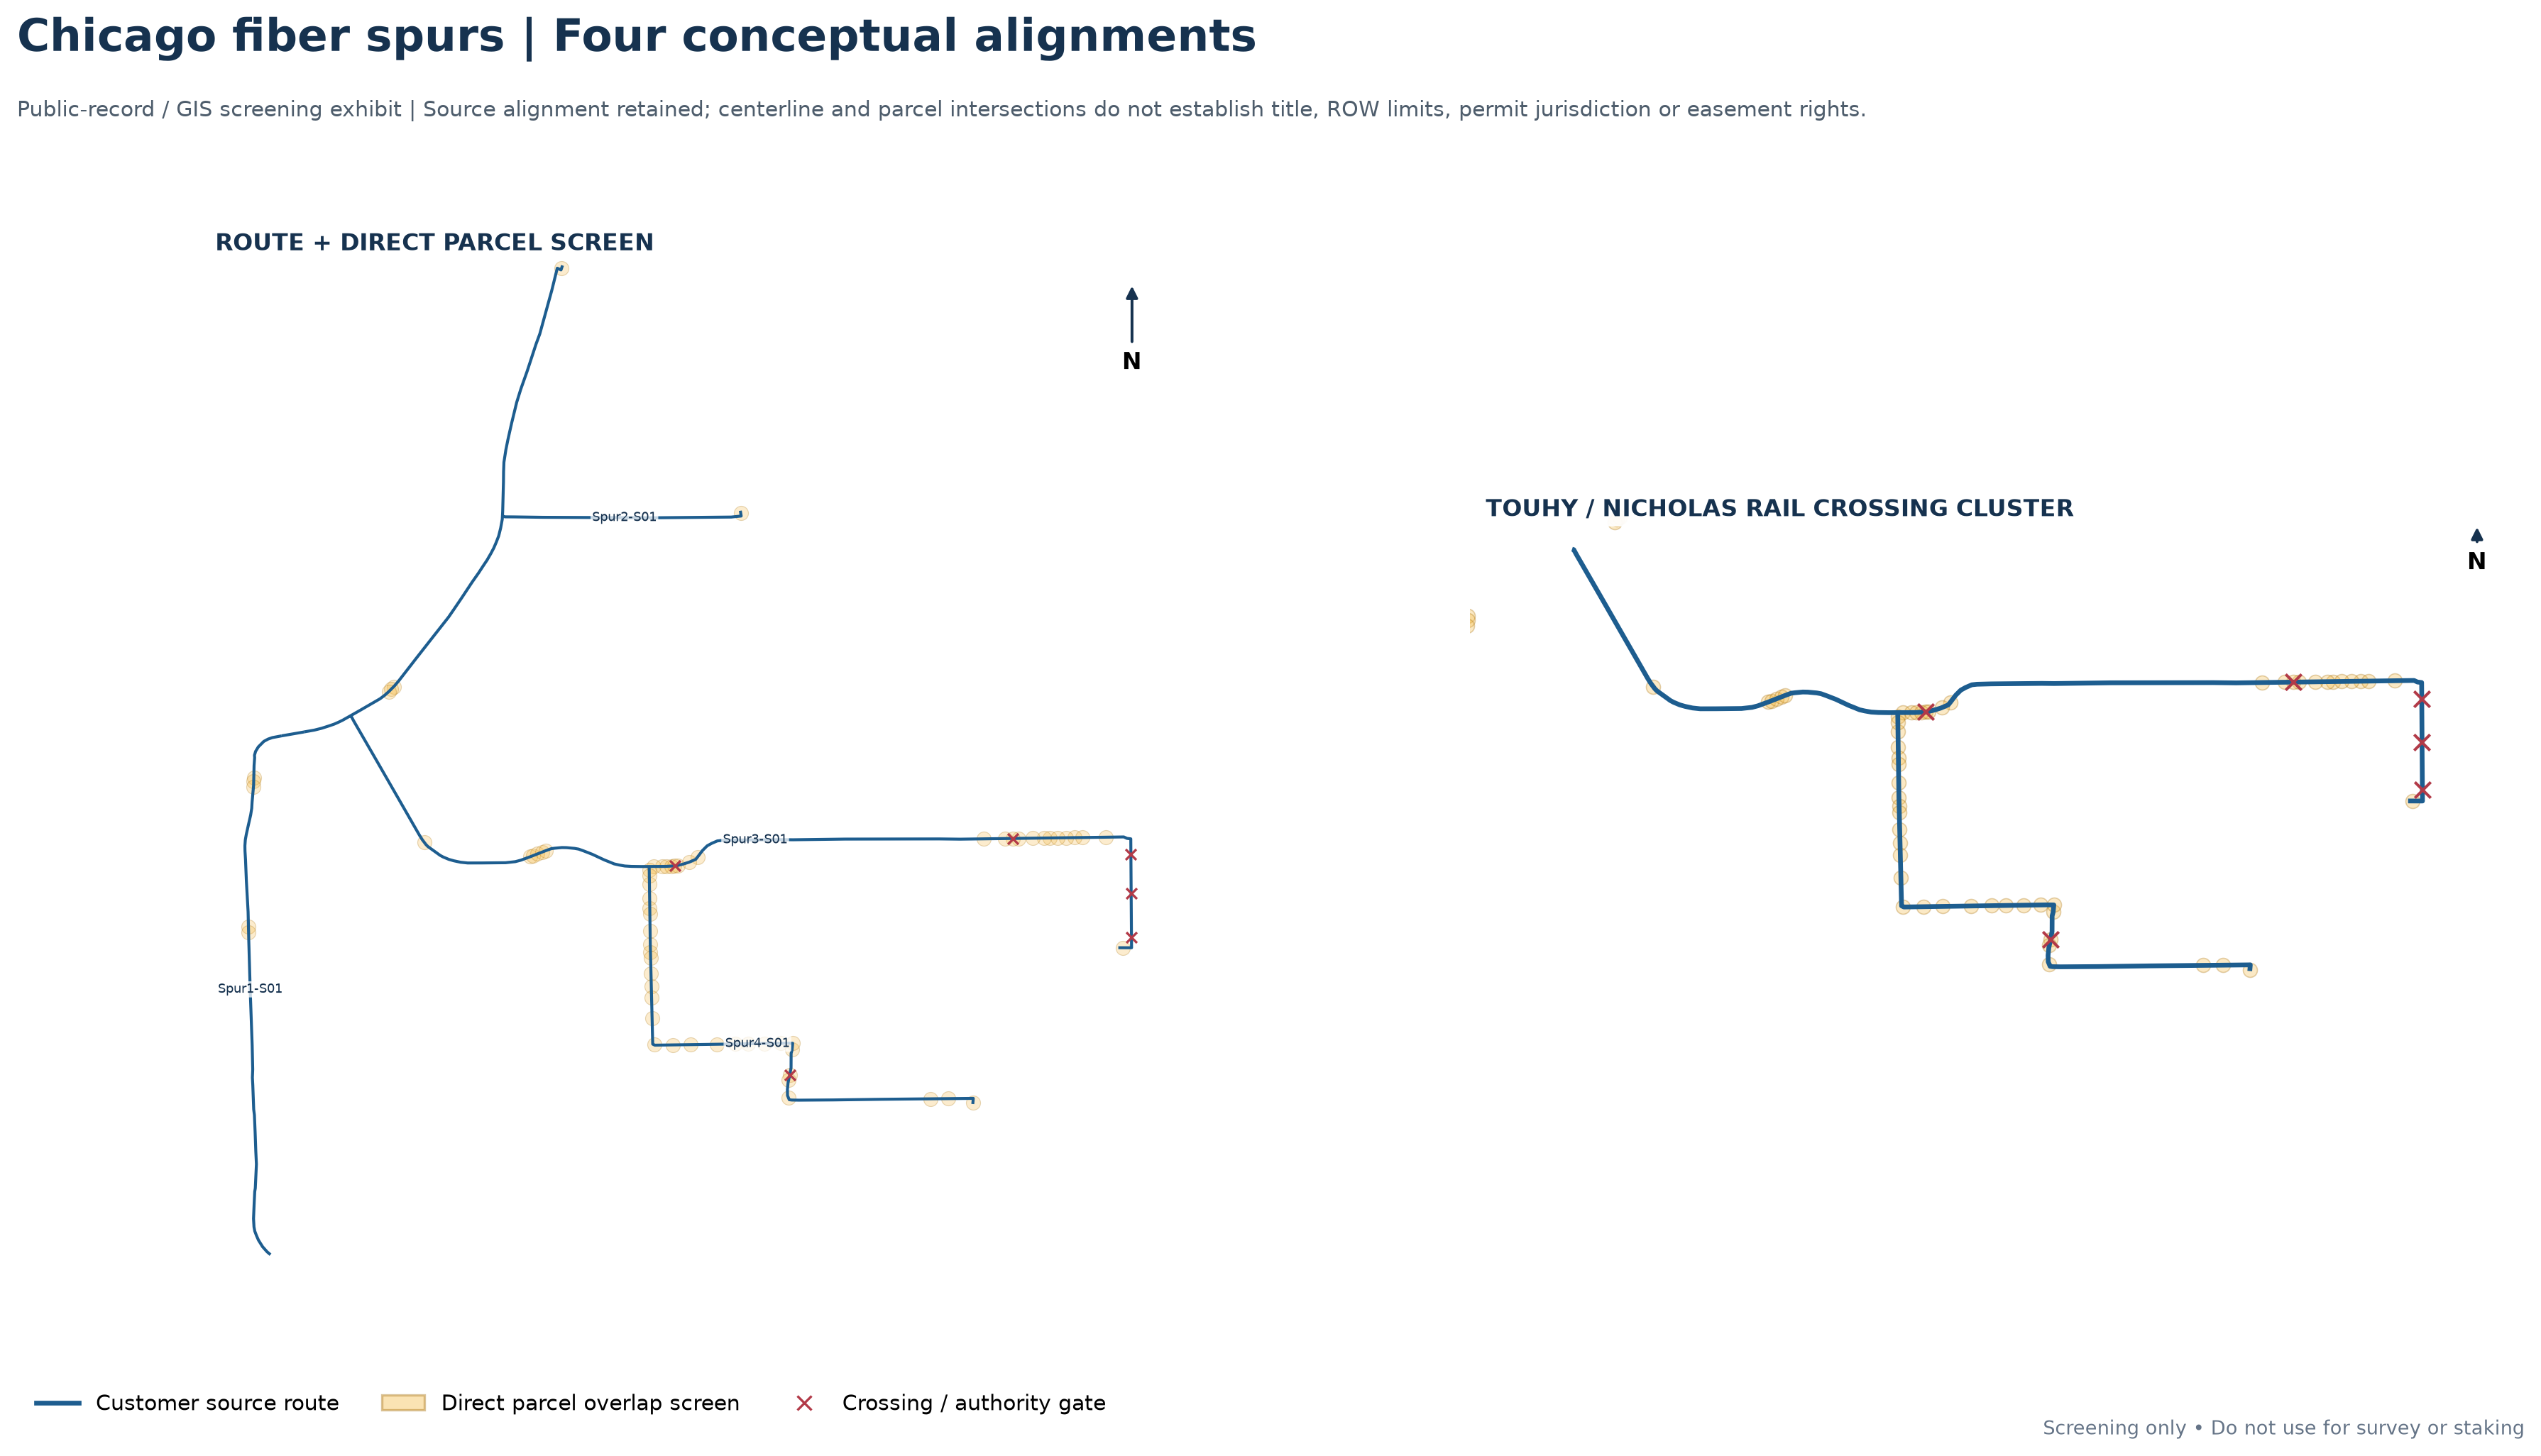 Chicago fiber spurs | Four conceptual alignments
Public-record / GIS screening exhibit | Source alignment retained; centerline and parcel intersections do not establish title, ROW limits, permit jurisdiction or easement rights.
ROUTE + DIRECT PARCEL SCREEN
N
Spur2-S01
Spur3-S01
Spur1-S01
Spur4-S01
TOUHY / NICHOLAS RAIL CROSSING CLUSTER
N
Customer source route
Direct parcel overlap screen
Crossing / authority gate
Screening only • Do not use for survey or staking